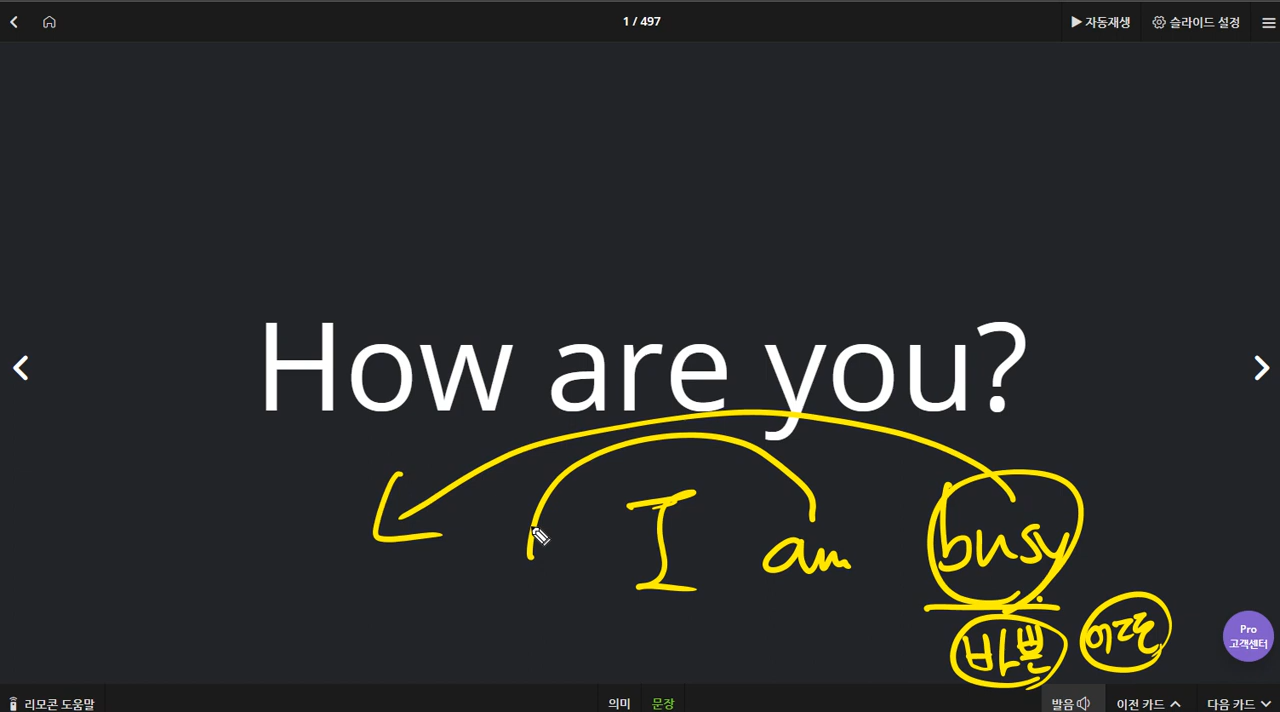 1 / 497
자동재생
슬라이드 설정
How are you?
I am busy
바쁜
Pro
고객센터
리모콘 도움말
의미
문장
발음
이전 카드
다음 카드